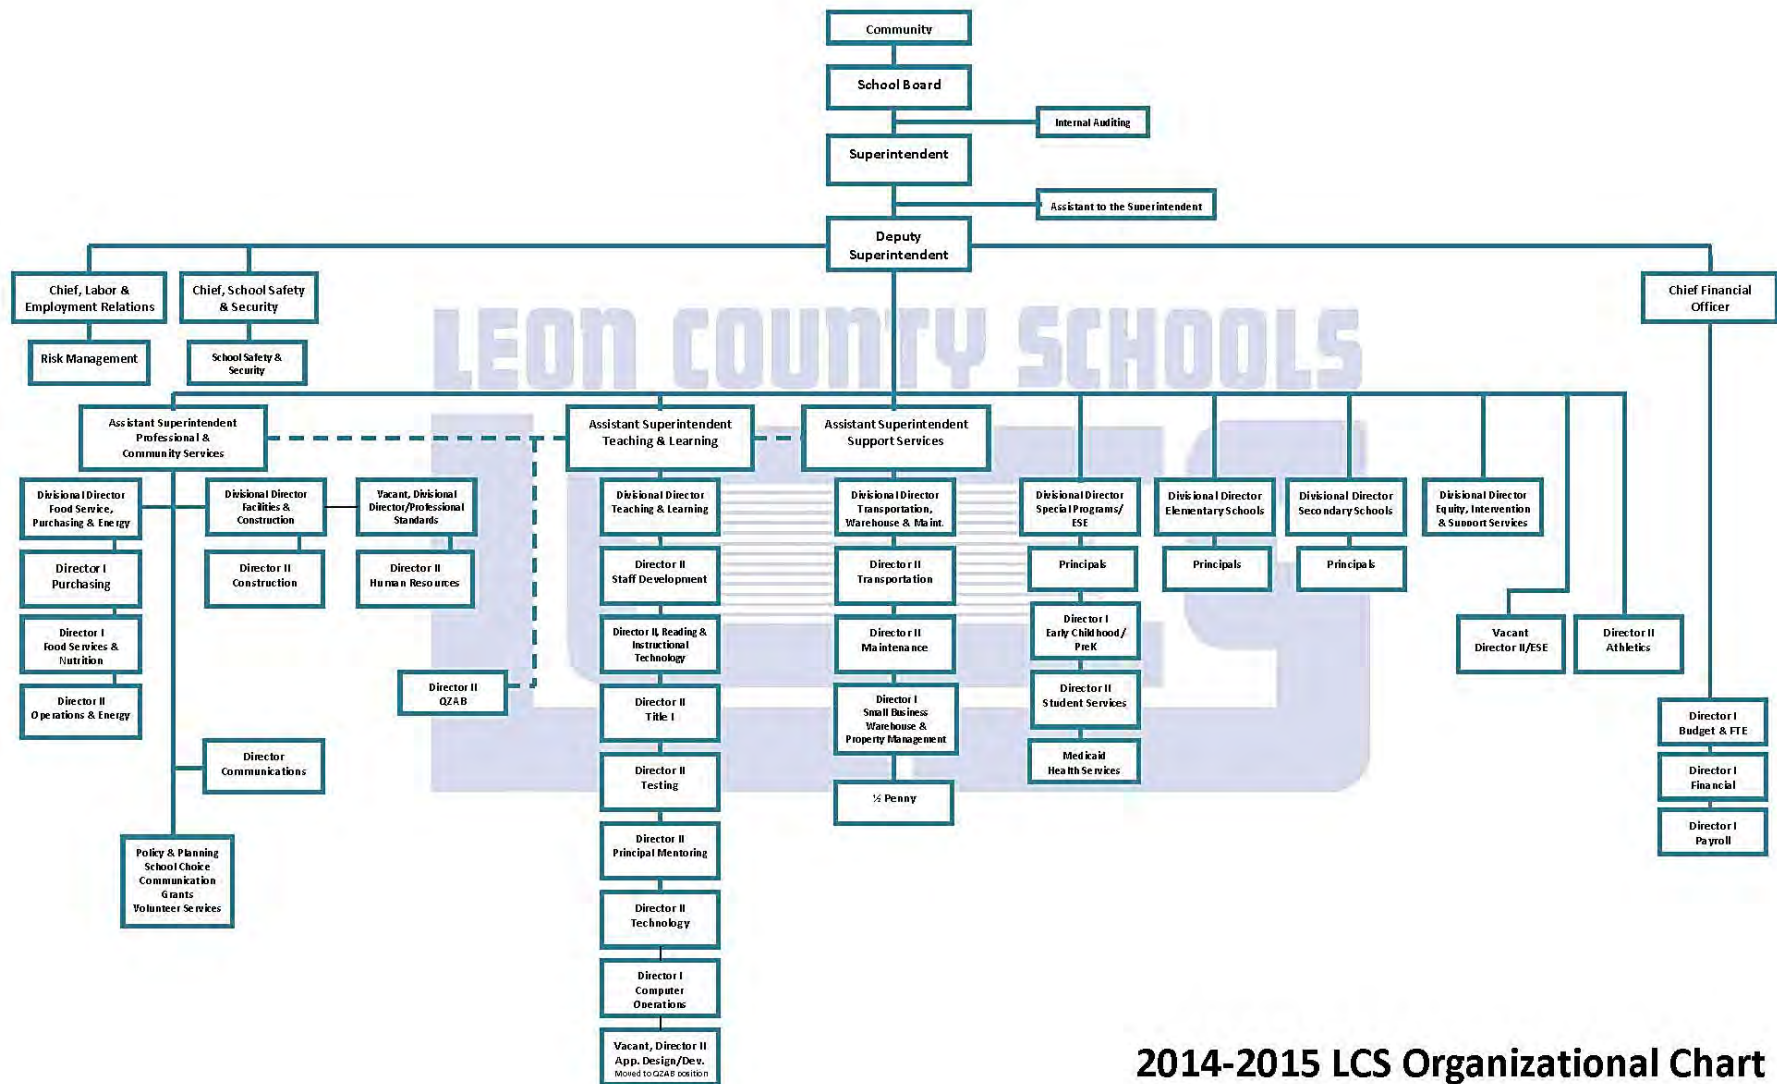 Community
School Board
Internal Auditing
Superintendent
Assistant to the Superintendent
Deputy
Superintendent
Chief, Labor &
Employment Relations
Chief, School Safety
& Security
Chief Financial
Officer
Risk Management
School Safety &
Security
LEON COUNTY SCHOOLS
Assistant Superintendent
Professional &
Community Services
Assistant Superintendent
Teaching & Learning
Assistant Superintendent
Support Services
Divisional Director
Food Service,
Purchasing & Energy
Divisional Director
Facilities &
Construction
Vacant, Divisional
Director/Professional
Standards
Divisional Director
Teaching & Learning
Divisional Director
Transportation,
Warehouse & Maint.
Divisional Director
Special Programs/
ESE
Divisional Director
Elementary Schools
Divisional Director
Secondary Schools
Divisional Director
Equity, Intervention
& Support Services
Director I
Purchasing
Director II
Construction
Director II
Human Resources
Director II
Staff Development
Director II
Transportation
Principals
Principals
Principals
Director I
Food Services &
Nutrition
Director II, Reading &
Instructional
Technology
Director II
Maintenance
Director I
Early Childhood/
PreK
Vacant
Director II/ESE
Director II
Athletics
Director II
Operations & Energy
Director II
QZAB
Director II
Title I
Director I
Small Business
Warehouse &
Property Management
Director II
Student Services
Director I
Budget & FTE
Director
Communications
Director II
Testing
½ Penny
Medicaid
Health Services
Director I
Financial
Director I
Payroll
Policy & Planning
School Choice
Communication
Grants
Volunteer Services
Director II
Principal Mentoring
Director II
Technology
Director I
Computer
Operations
Vacant, Director II
App. Design/Dev.
Moved to QZAB position
LCS
2014-2015 LCS Organizational Chart